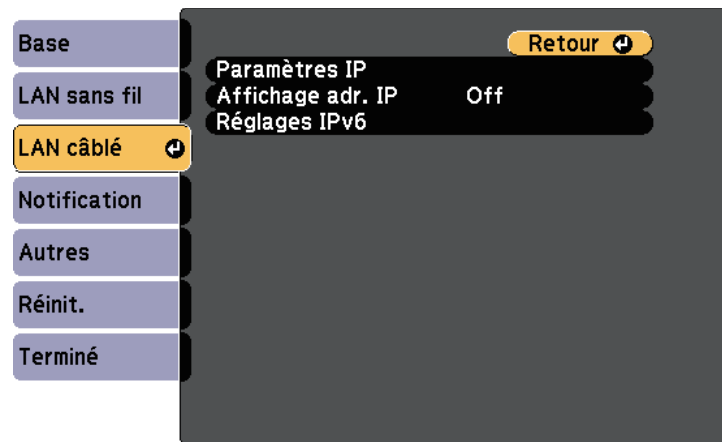 Base
LAN sans fil
LAN câblé
Notification
Autres
Réinit.
Terminé
Retour
Paramètres IP
Affichage adr. IP Off
Réglages IPv6